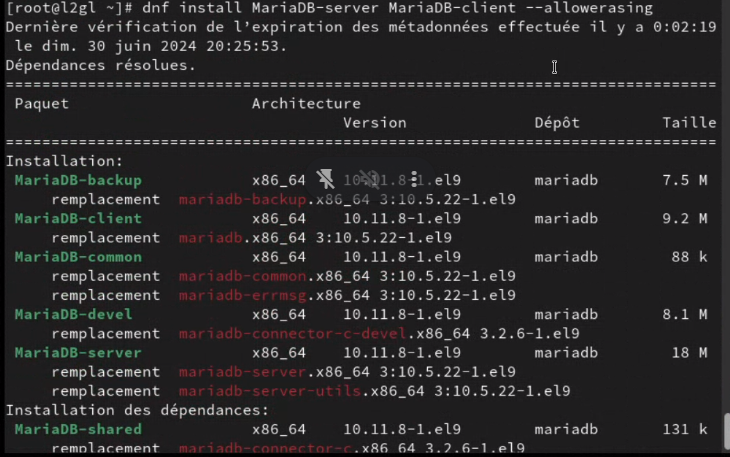 [root@l2gl ~]# dnf install MariaDB-server MariaDB-client --allowerasing
Dernière vérification de l’expiration des métadonnées effectuée il y a 0:02:19
le dim. 30 juin 2024 20:25:53.
Dépendances résolues.
================================================================================
Paquet Architecture
Version Dépôt Taille
================================================================================
Installation:
MariaDB-backup x86_64 10.11.8-1.el9 mariadb 7.5 M
remplacement mariadb-backup.x86_64 3:10.5.22-1.el9
MariaDB-client x86_64 10.11.8-1.el9 mariadb 9.2 M
remplacement mariadb.x86_64 3:10.5.22-1.el9
MariaDB-common x86_64 10.11.8-1.el9 mariadb 88 k
remplacement mariadb-common.x86_64 3:10.5.22-1.el9
remplacement mariadb-errmsg.x86_64 3:10.5.22-1.el9
MariaDB-devel x86_64 10.11.8-1.el9 mariadb 8.1 M
remplacement mariadb-connector-c-devel.x86_64 3.2.6-1.el9
MariaDB-server x86_64 10.11.8-1.el9 mariadb 18 M
remplacement mariadb-server.x86_64 3:10.5.22-1.el9
remplacement mariadb-server-utils.x86_64 3:10.5.22-1.el9
Installation des dépendances:
MariaDB-shared x86_64 10.11.8-1.el9 mariadb 131 k
remplacement mariadb-connector-c.x86_64 3.2.6-1.el9